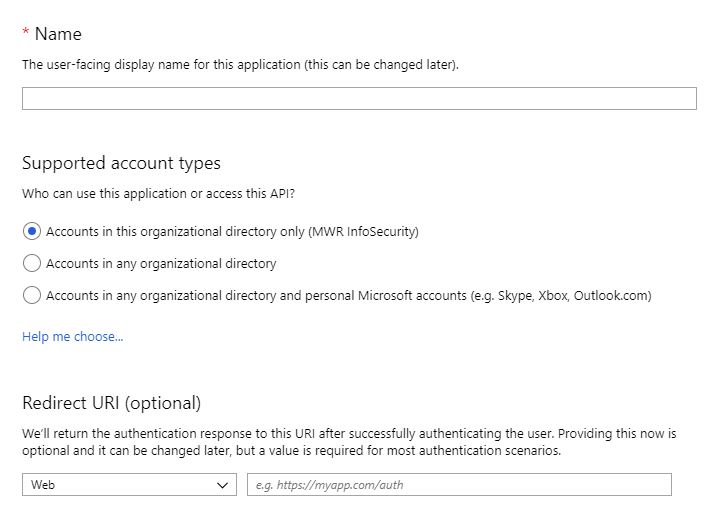 * Name
The user-facing display name for this application (this can be changed later).
Supported account types
Who can use this application or access this API?
Accounts in this organizational directory only (MWR InfoSecurity)
Accounts in any organizational directory
Accounts in any organizational directory and personal Microsoft accounts (e.g. Skype, Xbox, Outlook.com)
Help me choose...
Redirect URI (optional)
We'll return the authentication response to this URI after successfully authenticating the user. Providing this now is
optional and it can be changed later, but a value is required for most authentication scenarios.
Web
e.g. https://myapp.com/auth